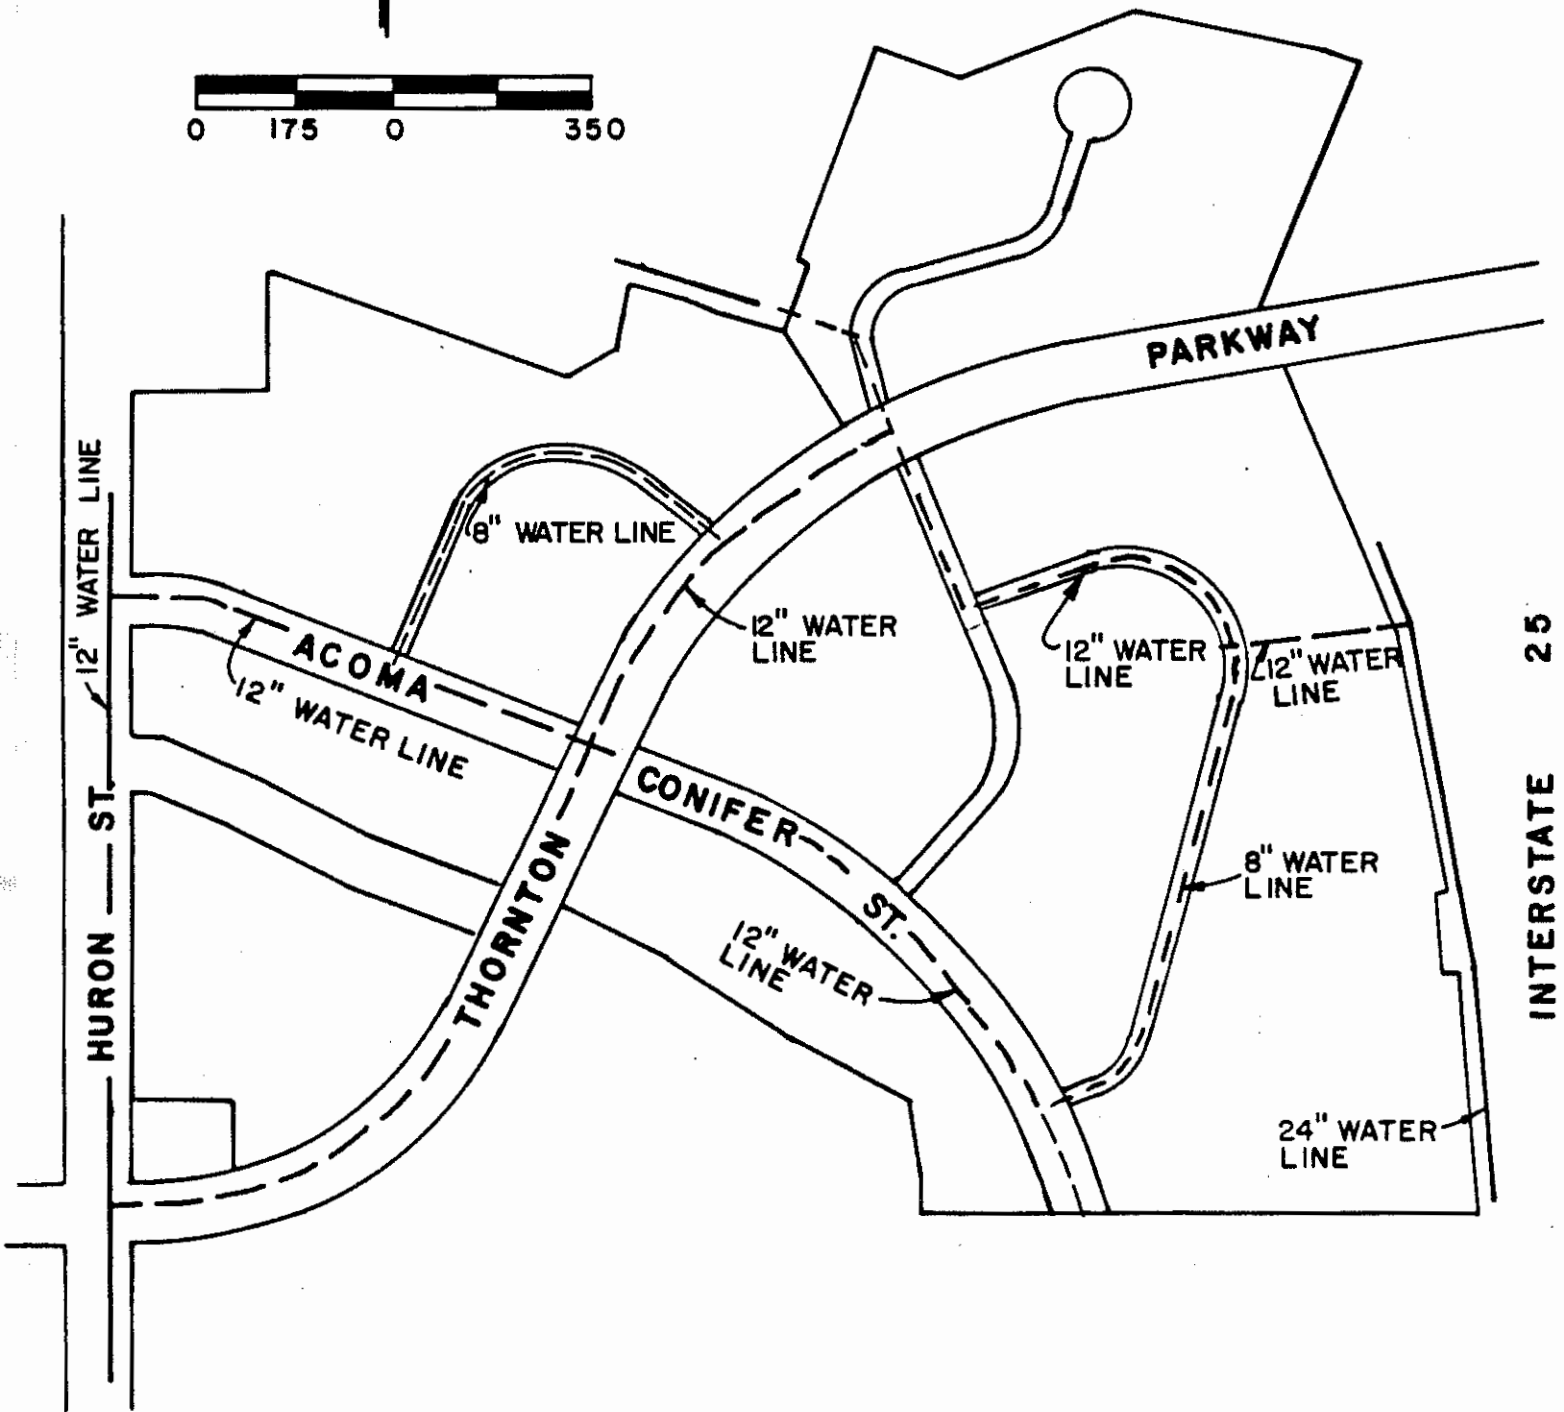 0 175 0 350
PARKWAY
12" WATER LINE
8" WATER LINE
12" WATER
LINE
12" WATER
LINE
12" WATER
LINE
ACOMA
12" WATER LINE
CONIFER
ST.
HURON ST.
THORNTON
8" WATER
LINE
12" WATER
LINE
24" WATER
LINE
INTERSTATE 25